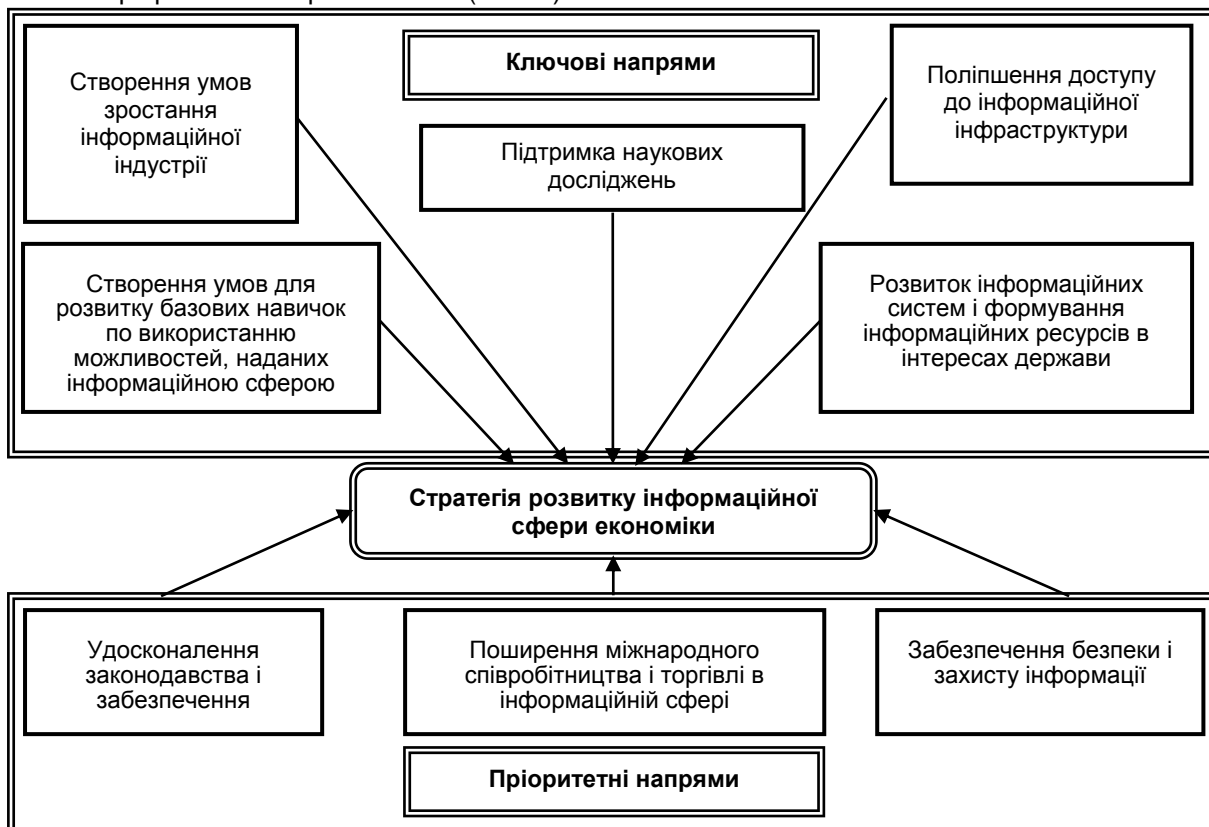 Ключові напрями
Створення умов
зростання
інформаційної
індустрії
Підтримка наукових
досліджень
Поліпшення доступу
до інформаційної
інфраструктури
Створення умов для
розвитку базових навичок
по використанню
можливостей, наданих
інформаційною сферою
Розвиток інформаційних
систем і формування
інформаційних ресурсів в
інтересах держави
Стратегія розвитку інформаційної
сфери економіки
Удосконалення
законодавства і
забезпечення
Поширення міжнародного
співробітництва і торгівлі в
інформаційній сфері
Забезпечення безпеки і
захисту інформації
Пріоритетні напрями